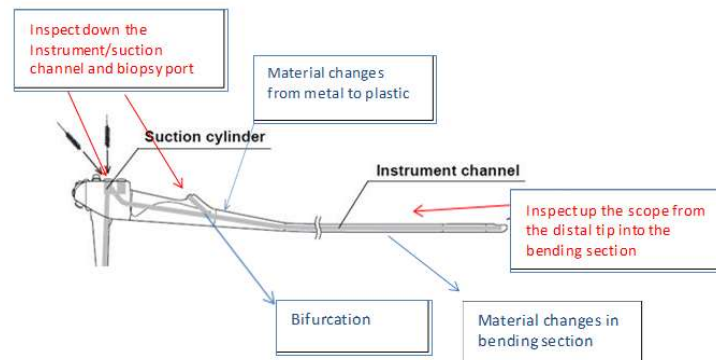 Inspect down the
Instrument/suction
channel and biopsy port
Material changes
from metal to plastic
Suction cylinder
Instrument channel
Inspect up the scope from
the distal tip into the
bending section
Bifurcation
Material changes in
bending section